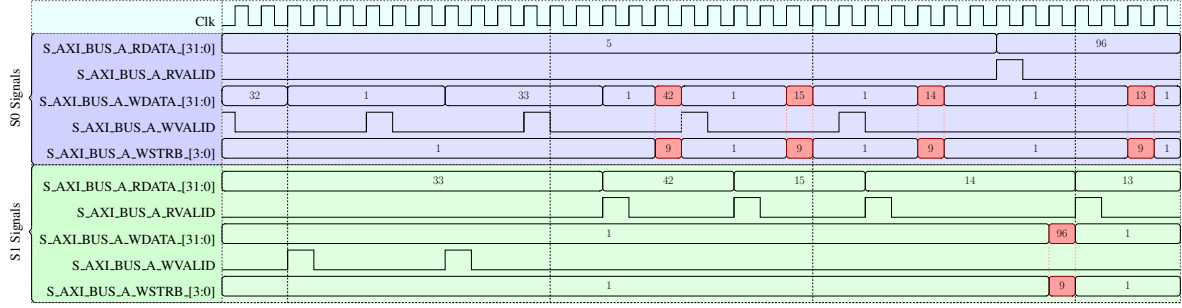 Clk
S0 Signals
S_AXI_BUS_A_RDATA_[31:0] 5 96
S_AXI_BUS_A_RVALID
S_AXI_BUS_A_WDATA_[31:0] 32 1 33 1 42 1 15 1 14 1 13 1
S_AXI_BUS_A_WVALID
S_AXI_BUS_A_WSTRB_[3:0] 1 9 1 9 1 9 1 9 1
S1 Signals
S_AXI_BUS_A_RDATA_[31:0] 33 42 15 14 13
S_AXI_BUS_A_RVALID
S_AXI_BUS_A_WDATA_[31:0] 1 96 1
S_AXI_BUS_A_WVALID
S_AXI_BUS_A_WSTRB_[3:0] 1 9 1